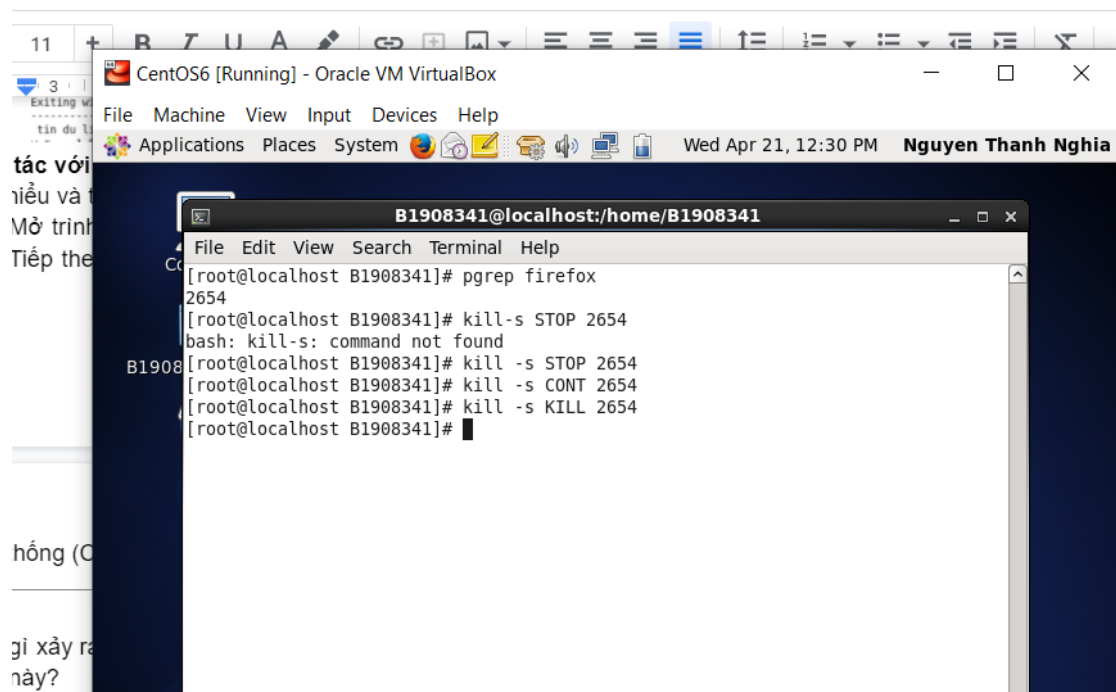 11 + B I U A
3
Exiting
tin du
tác với
và
Mở trình
Tiếp the
hống (C
gì xảy ra
này?
CentOS6 [Running] - Oracle VM VirtualBox
File Machine View Input Devices Help
Applications Places System Wed Apr 21, 12:30 PM Nguyen Thanh Nghia
B1908
B1908341@localhost:/home/B1908341
File Edit View Search Terminal Help
[root@localhost B1908341]# pgrep firefox
2654
[root@localhost B1908341]# kill-s STOP 2654
bash: kill-s: command not found
[root@localhost B1908341]# kill -s STOP 2654
[root@localhost B1908341]# kill -s CONT 2654
[root@localhost B1908341]# kill -s KILL 2654
[root@localhost B1908341]#